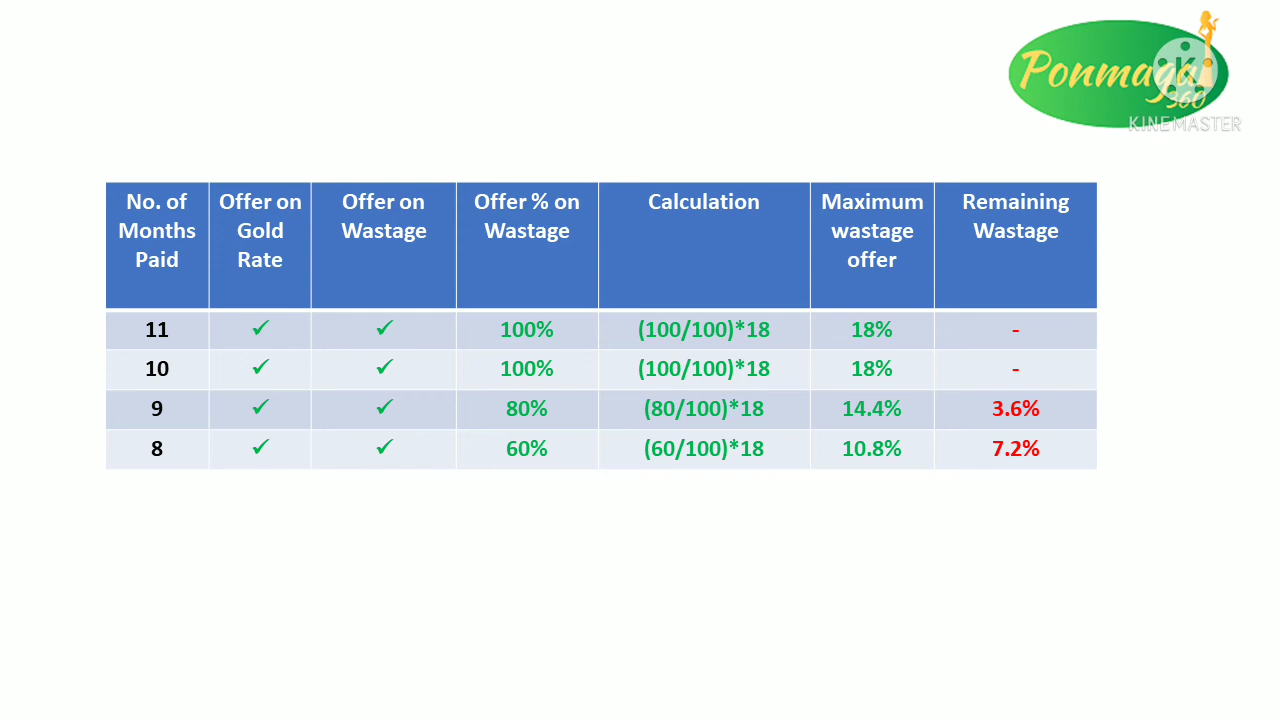 Ponmaga
360
KINEMASTER
No. of Months Paid Offer on Gold Rate Offer on Wastage Offer % on Wastage Calculation Maximum wastage offer Remaining Wastage
11 ✓ ✓ 100% (100/100)*18 18% -
10 ✓ ✓ 100% (100/100)*18 18% -
9 ✓ ✓ 80% (80/100)*18 14.4% 3.6%
8 ✓ ✓ 60% (60/100)*18 10.8% 7.2%